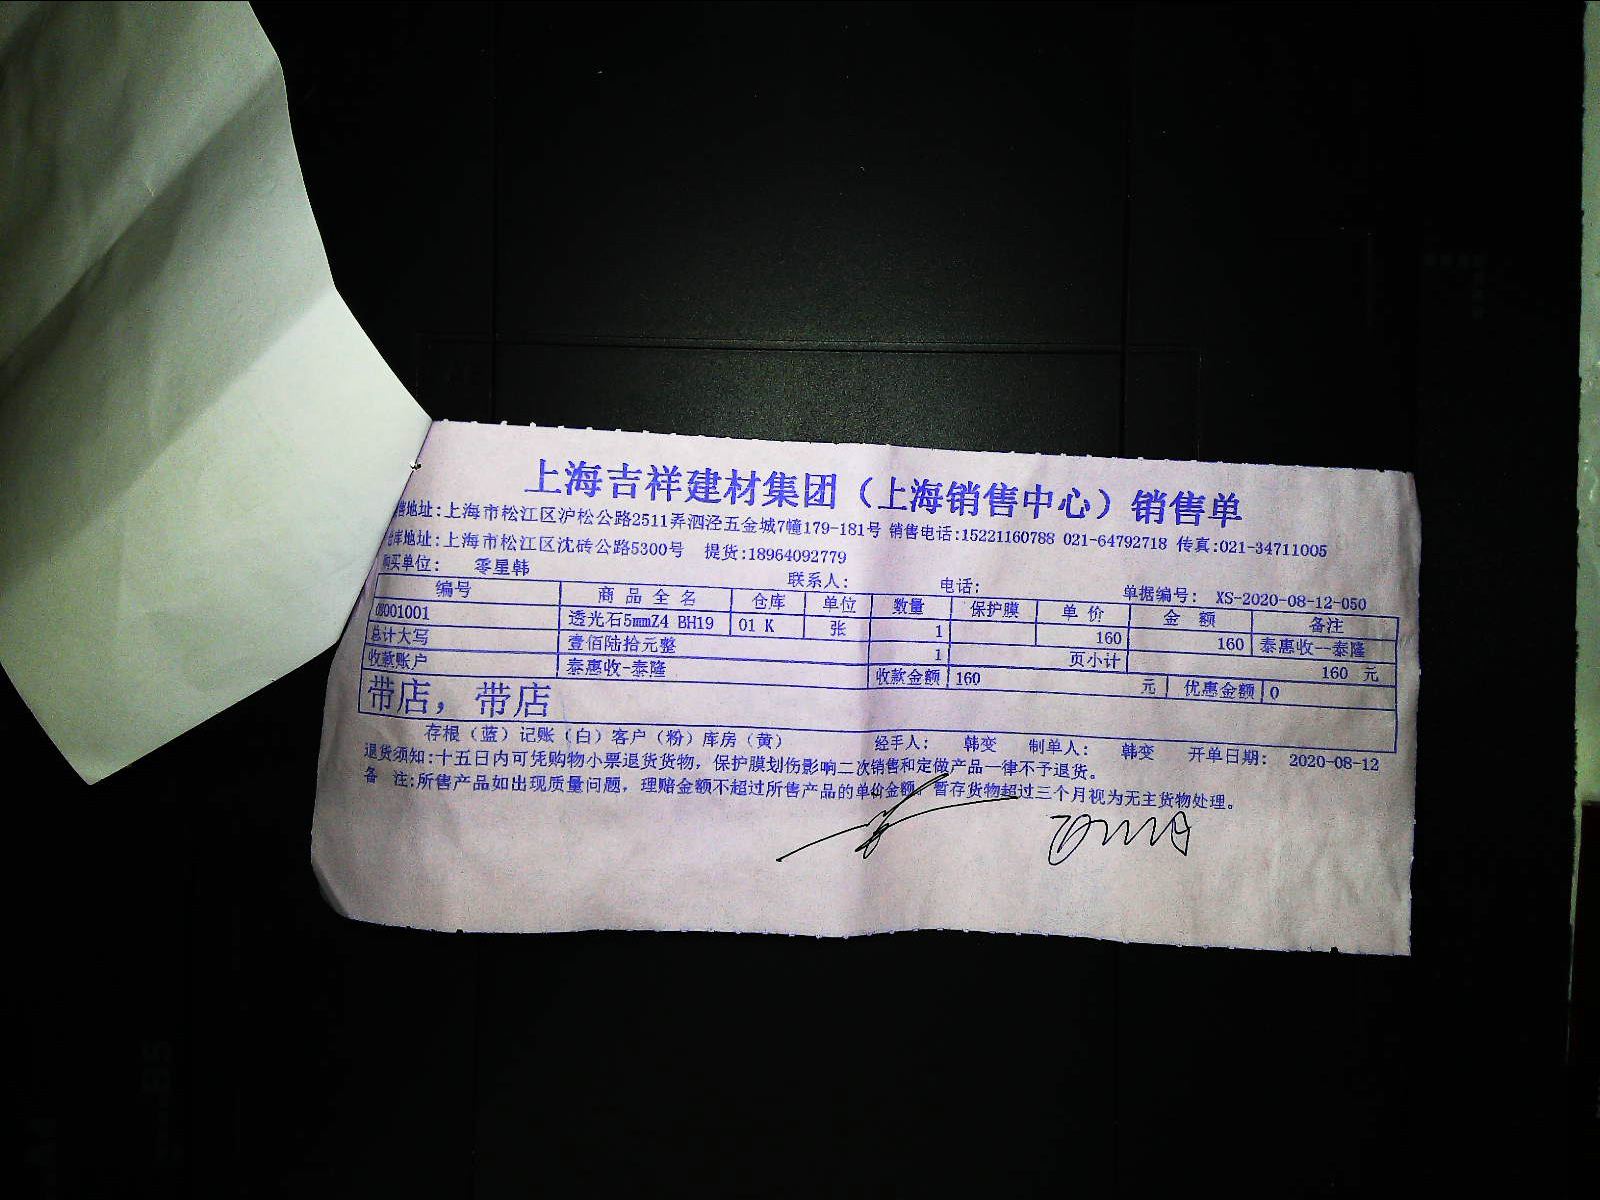 上海吉祥建材集团（上海销售中心）销售单
地址:上海市松江区沪松公路2511弄泗泾五金城7幢179-181号 销售电话:15221160788 021-64792718 传真:021-34711005
库地址:上海市松江区沈砖公路5300号 提货:18964092779
购买单位: 零星韩 联系人: 电话: 单据编号: XS-2020-08-12-050
编号 商品全名 仓库 单位 数量 保护膜 单价 金额 备注
透光石5mmZ4 BH19 01 K 张 1 160 160 泰惠收--泰隆
总计大写 壹佰陆拾元整 1 页小计 160 元
收款账户 泰惠收-泰隆 收款金额 160 元 优惠金额 0
带店，带店
存根（蓝）记账（白）客户（粉）库房（黄） 经手人: 韩变 制单人: 韩变 开单日期: 2020-08-12
退货须知:十五日内可凭购物小票退货货物，保护膜划伤影响二次销售和定做产品一律不予退货。
备 注:所售产品如出现质量问题，理赔金额不超过所售产品的单价金额，暂存货物超过三个月视为无主货物处理。